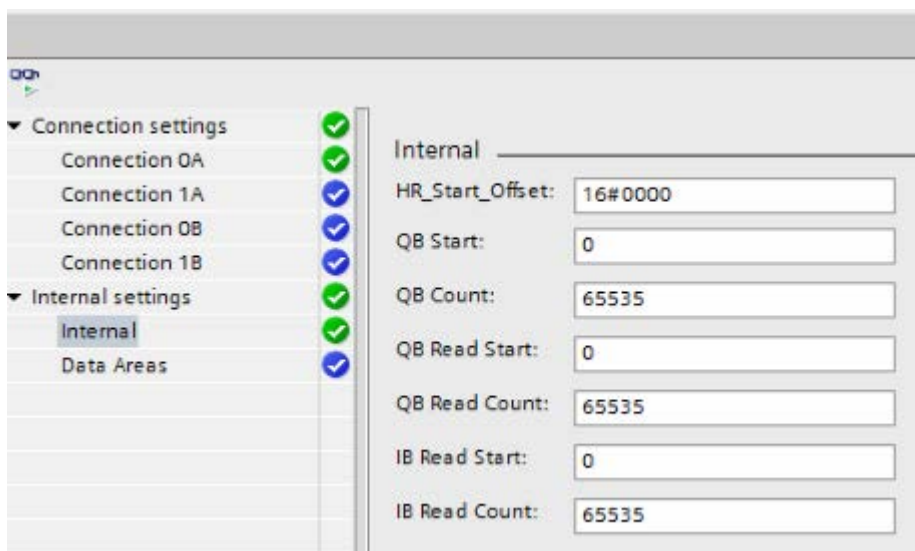 Connection settings
Connection 0A
Connection 1A
Connection 0B
Connection 1B
Internal settings
Internal
Data Areas
Internal
HR_Start_Offset: 16#0000
QB Start: 0
QB Count: 65535
QB Read Start: 0
QB Read Count: 65535
IB Read Start: 0
IB Read Count: 65535